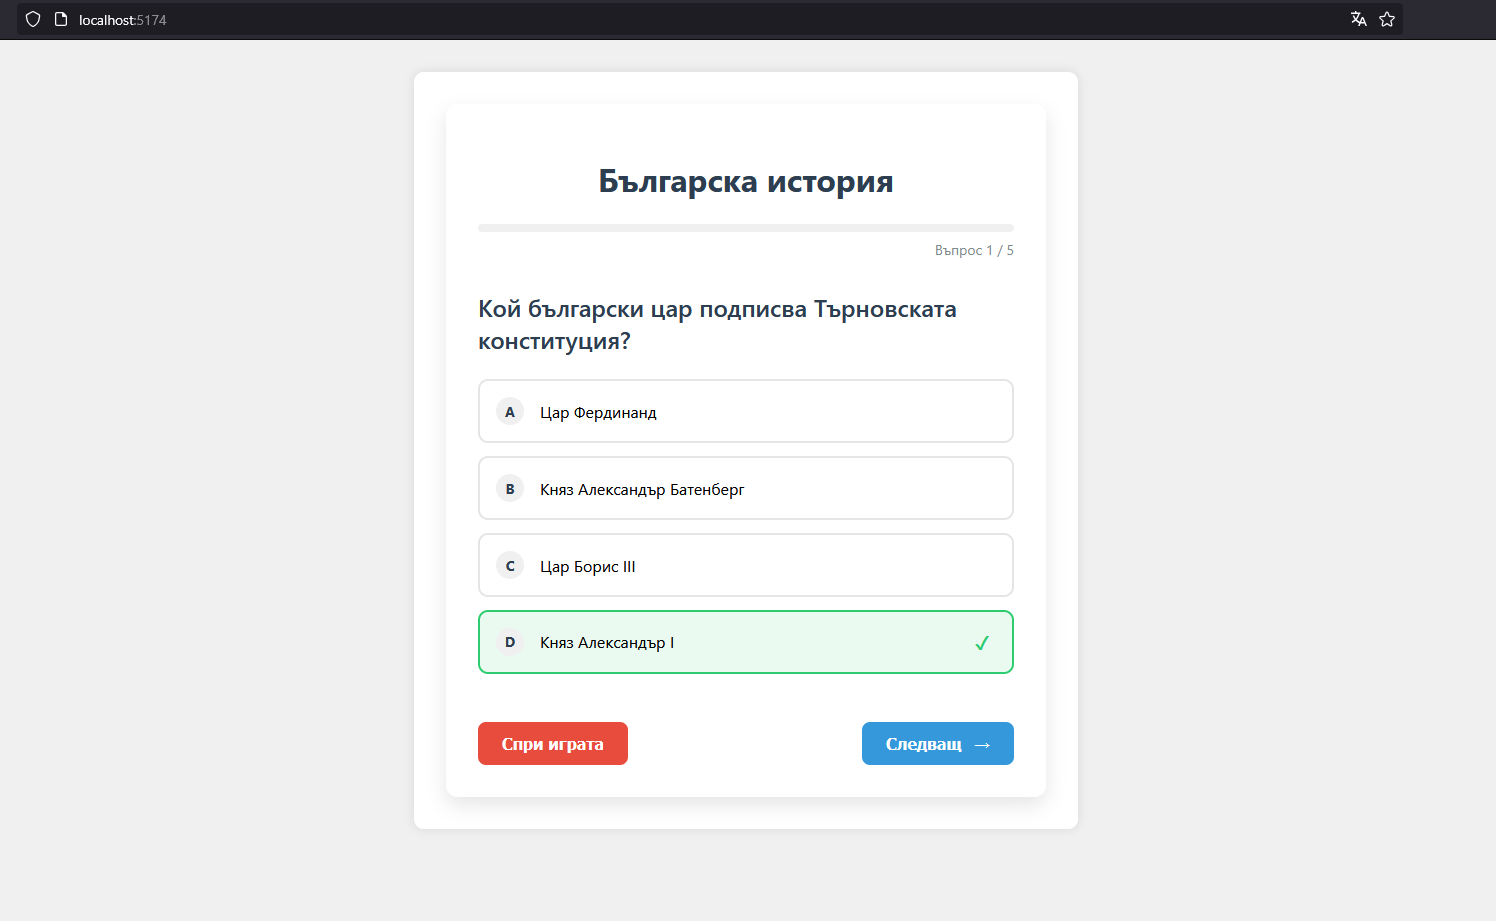 localhost:5174
Българска история
Въпрос 1 / 5
Кой български цар подписва Търновската
конституция?
A Цар Фердинанд
B Княз Александър Батенберг
C Цар Борис III
D Княз Александър I ✓
Спри играта
Следващ →